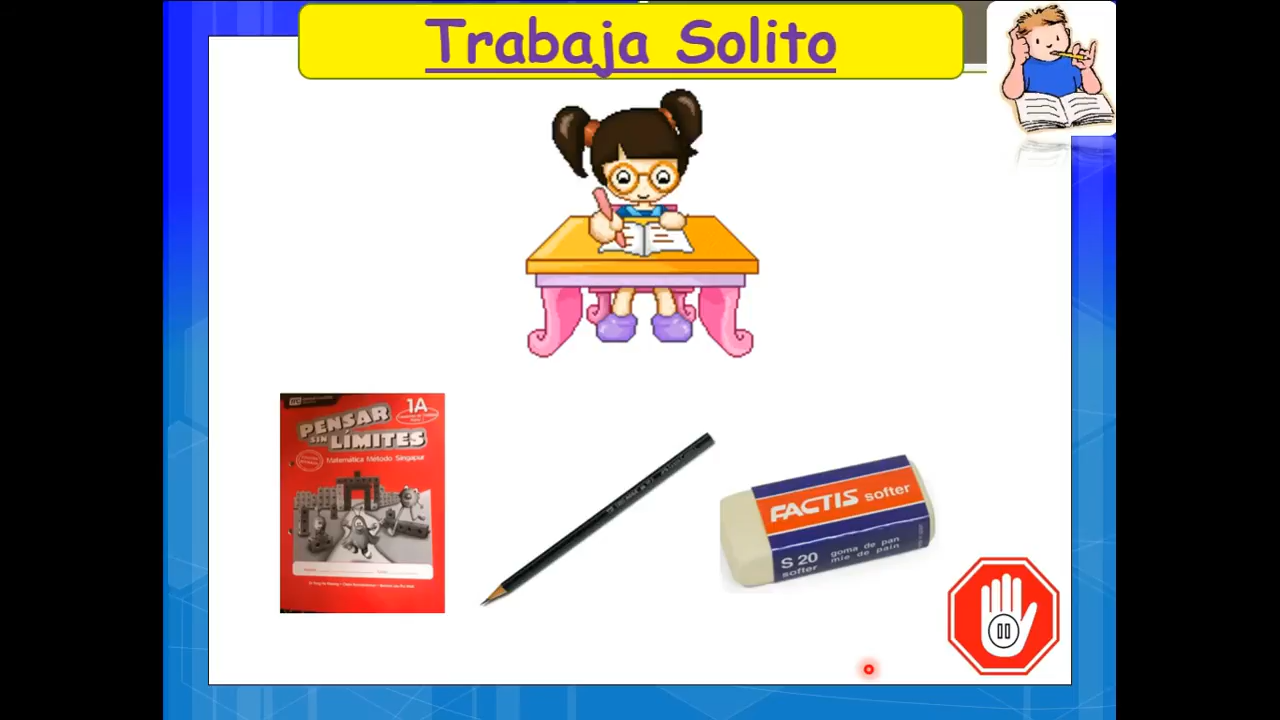 Trabaja Solito
1A
PENSAR
SIN LÍMITES
Matemática Método Singapur
FACTIS softer
S 20
softer
goma de pan
mie de pain